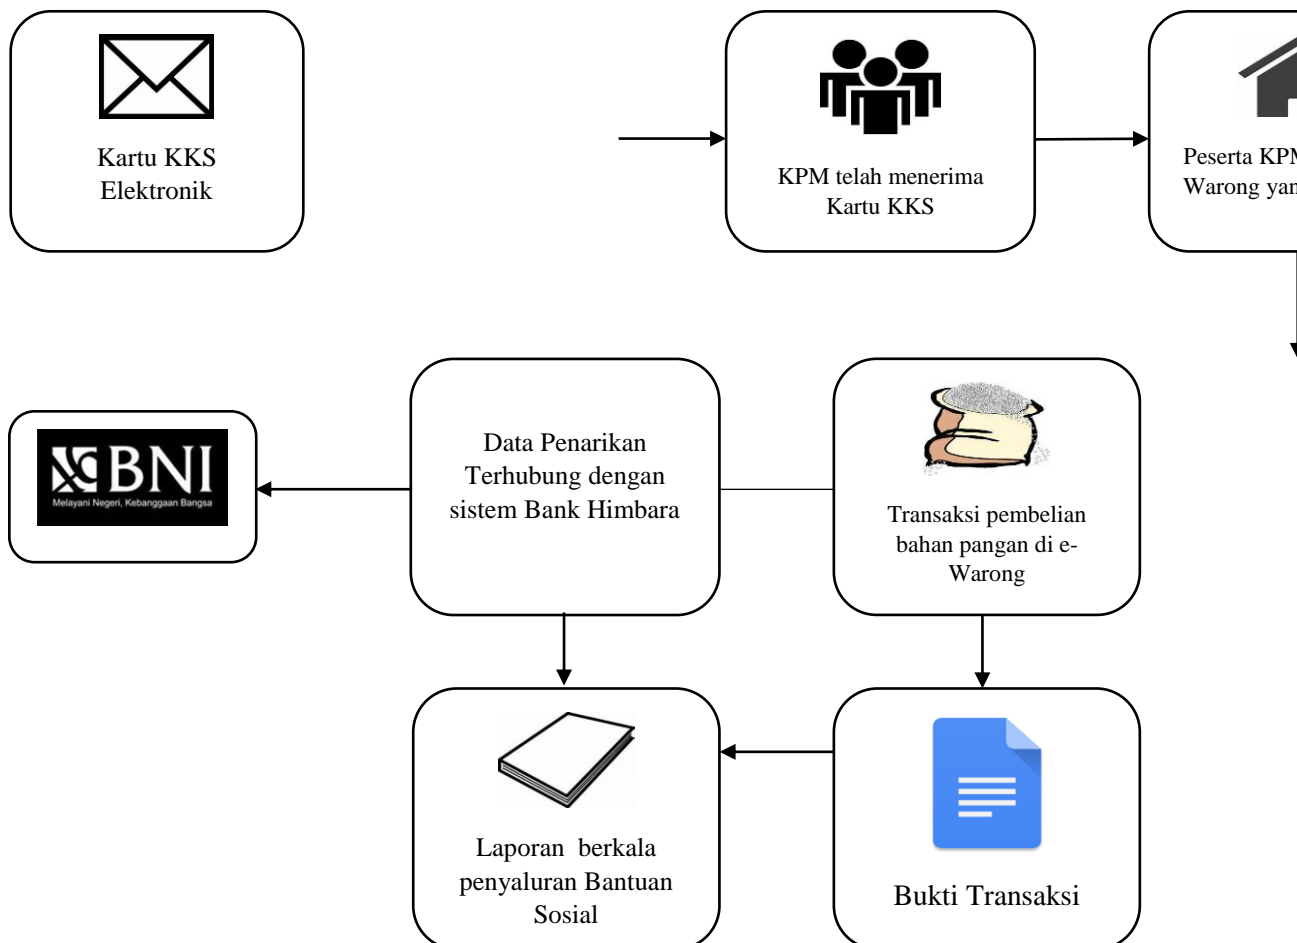 Kartu KKS
Elektronik
KPM telah menerima
Kartu KKS
Peserta KPM
Warong yan
Data Penarikan
Terhubung dengan
sistem Bank Himbara
BNI
Melayani Negeri, Kebanggaan Bangsa
Transaksi pembelian
bahan pangan di e-
Warong
Laporan  berkala
penyaluran Bantuan
Sosial
Bukti Transaksi